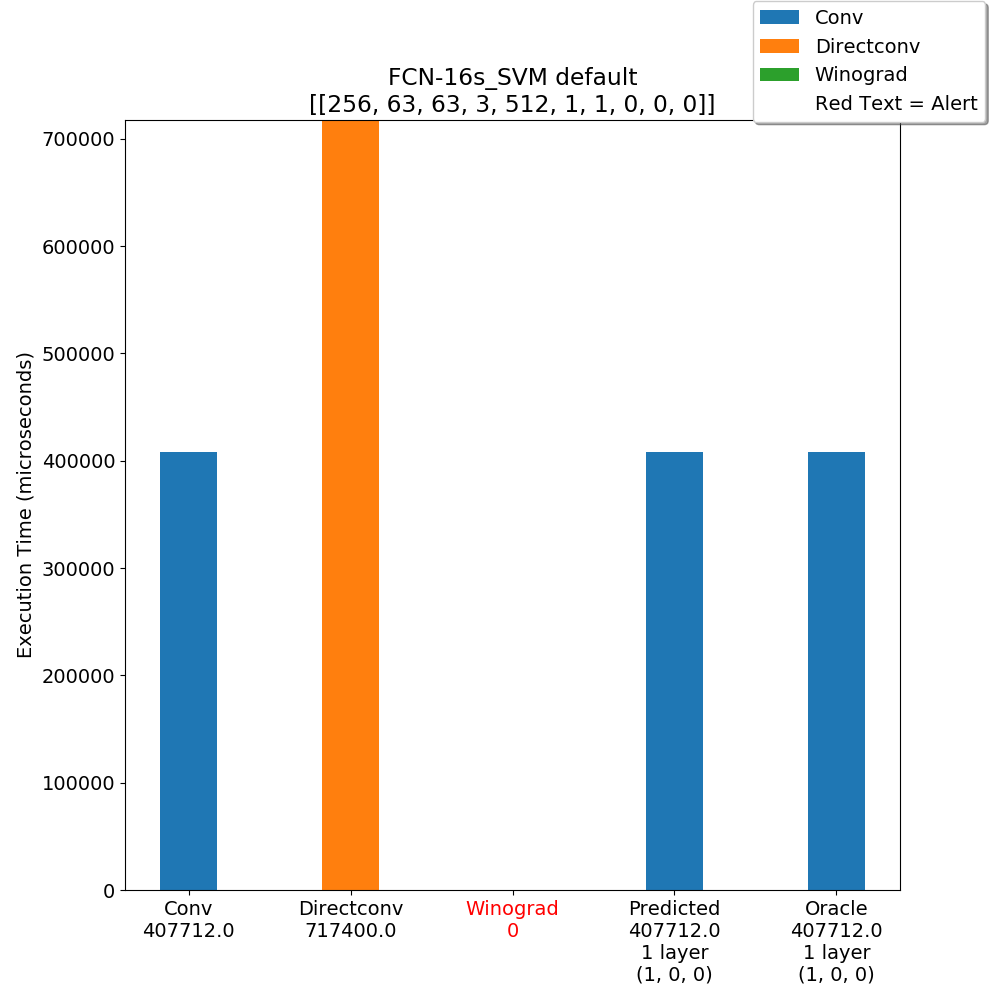 Conv
Directconv
Winograd
Red Text = Alert
FCN-16s_SVM default
[[256, 63, 63, 3, 512, 1, 1, 0, 0, 0]]
Execution Time (microseconds)
700000
600000
500000
400000
300000
200000
100000
0
Conv
407712.0
Directconv
717400.0
Winograd
0
Predicted
407712.0
1 layer
(1, 0, 0)
Oracle
407712.0
1 layer
(1, 0, 0)